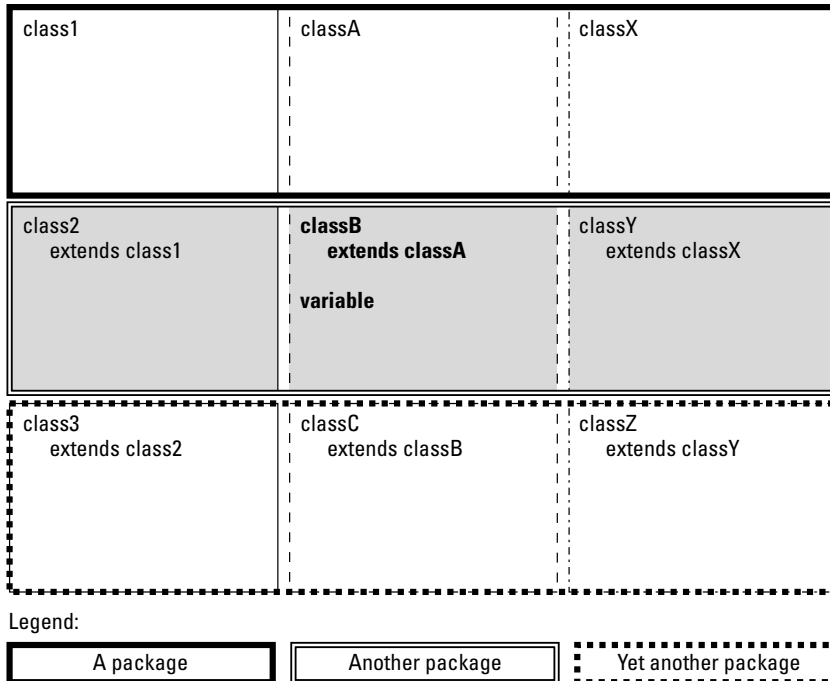 class1
classA
classX
class2
extends class1
classB
extends classA
variable
classY
extends classX
class3
extends class2
classC
extends classB
classZ
extends classY
Legend:
A package
Another package
Yet another package